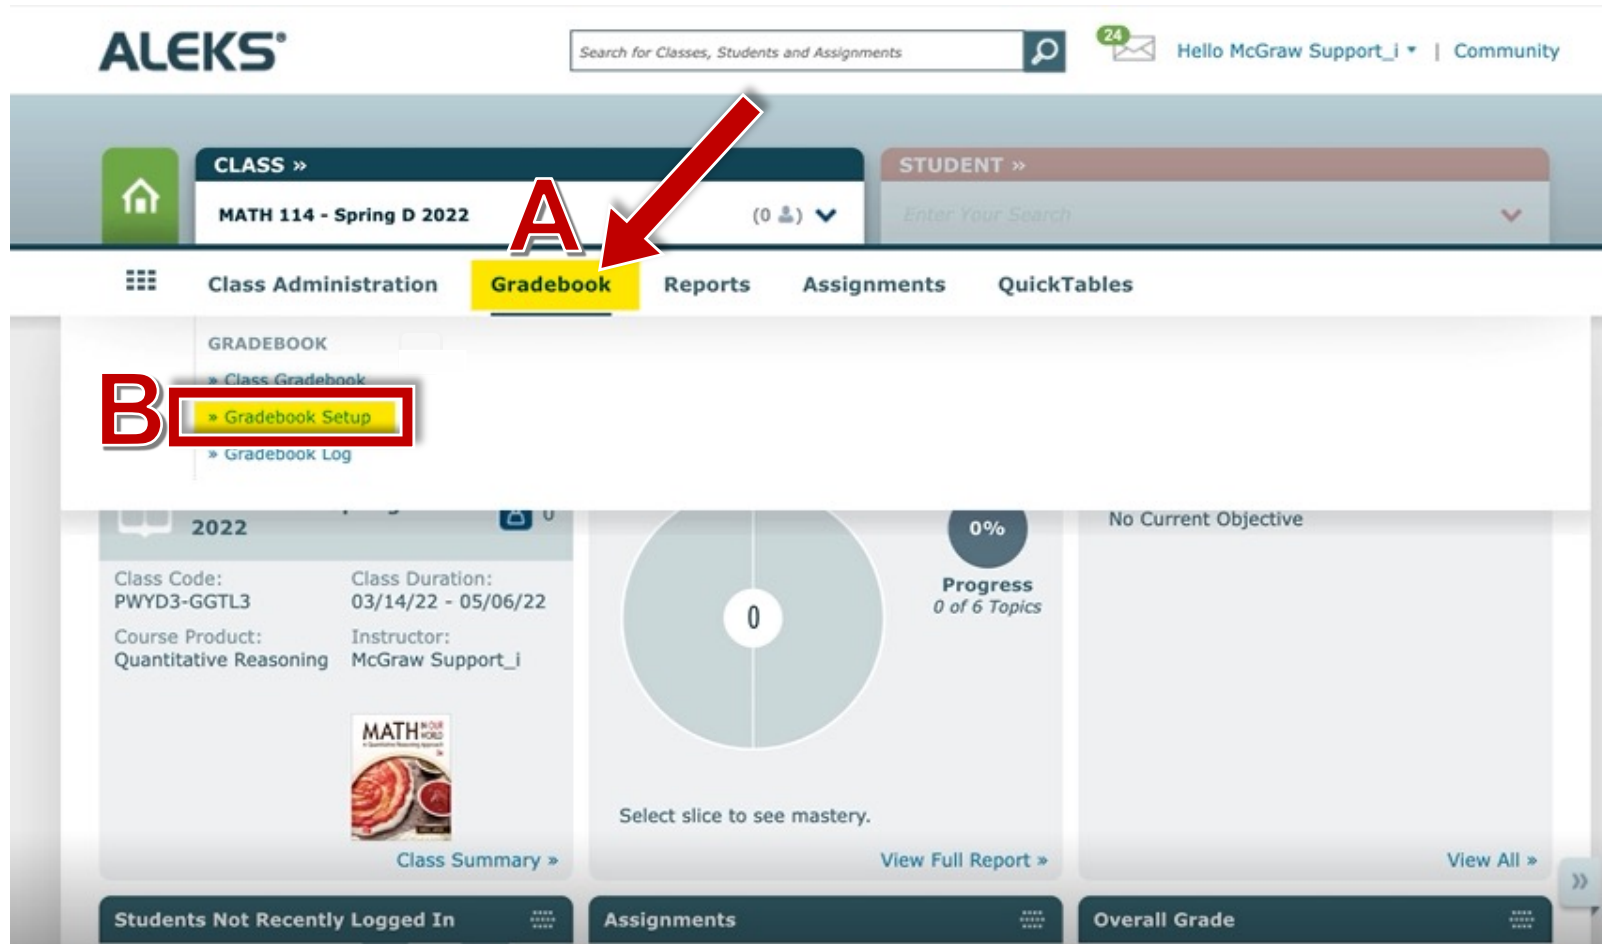 ALEKS®
Search for Classes, Students and Assignments
24
Hello McGraw Support_i | Community
CLASS »
MATH 114 - Spring D 2022 (0 )
STUDENT »
Enter Your Search
A
Class Administration Gradebook Reports Assignments QuickTables
GRADEBOOK
» Class Gradebook
B
» Gradebook Setup
» Gradebook Log
2022
0
Class Code:
PWYD3-GGTL3
Class Duration:
03/14/22 - 05/06/22
Course Product:
Quantitative Reasoning
Instructor:
McGraw Support_i
MATH IN OUR
WORLD
Class Summary »
0
0%
Progress
0 of 6 Topics
Select slice to see mastery.
View Full Report »
No Current Objective
View All »
»
Students Not Recently Logged In
Assignments
Overall Grade